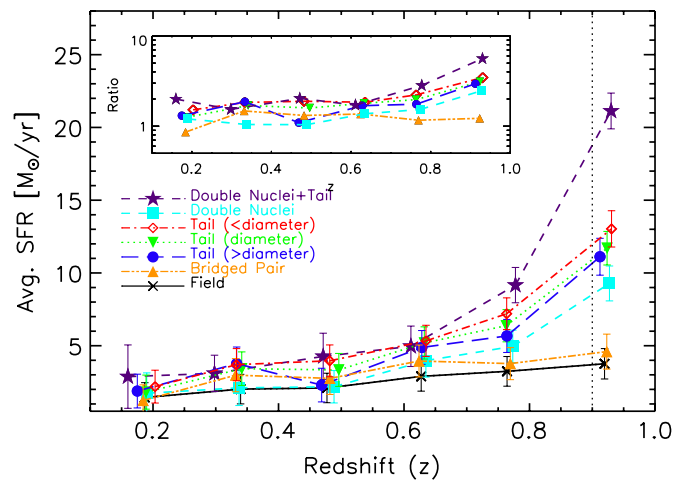 25
20
15
10
5
Avg. SFR [M⊙/yr]
10
1
Ratio
0.2 0.4 0.6 0.8 1.0
z
Double Nuclei+Tail
Double Nuclei
Tail (<diameter)
Tail (diameter)
Tail (>diameter)
Bridged Pair
Field
0.2 0.4 0.6 0.8 1.0
Redshift (z)